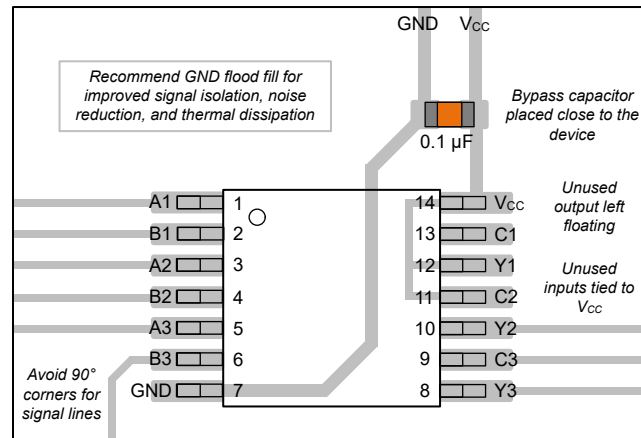 GND VCC
Recommend GND flood fill for
improved signal isolation, noise
reduction, and thermal dissipation
Bypass capacitor
placed close to the
device
0.1 µF
A1 1 14 VCC
B1 2 13 C1
A2 3 12 Y1
B2 4 11 C2
A3 5 10 Y2
B3 6 9 C3
GND 7 8 Y3
Unused
output left
floating
Unused
inputs tied to
VCC
Avoid 90°
corners for
signal lines